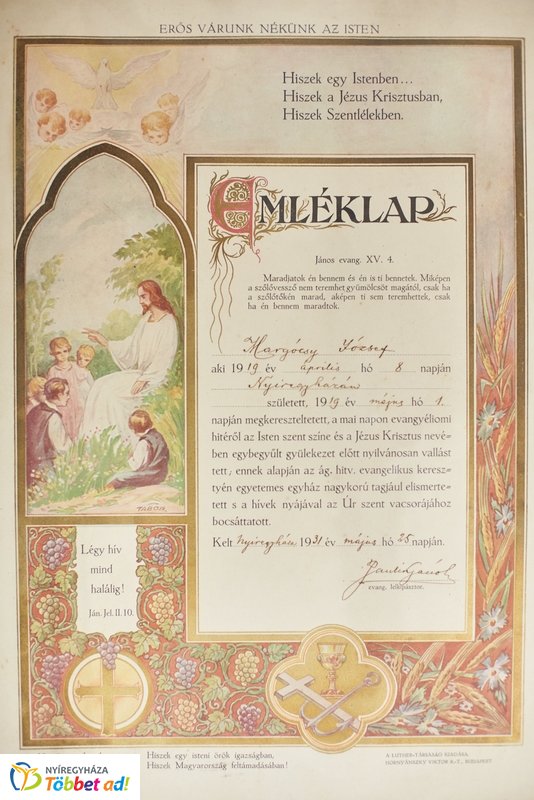 ERŐS VÁRUNK NÉKÜNK AZ ISTEN
Hiszek egy Istenben...
Hiszek a Jézus Krisztusban,
Hiszek Szentlélekben.
EMLÉKLAP
János evang. XV. 4.
Maradjatok én bennem és én is ti bennetek. Miképen
a szőlővessző nem teremhet gyümölcsöt magától, csak ha
a szőlőtőkén marad, aképen ti sem teremhettek, csak
ha én bennem maradtok.
Margócsy József
aki 1919 év április hó 8 napján
Nyiregyházán
született, 1919 év május hó 1.
napján megkereszteltetett, a mai napon evangyéliomi
hitéről az Isten szent színe és a Jézus Krisztus nevé-
ben egybegyűlt gyülekezet előtt nyilvánosan vallást
tett; ennek alapján az ág. hitv. evangelikus keresz-
tyén egyetemes egyház nagykorú tagjául elismerte-
tett s a hívek nyájával az Úr szent vacsorájához
bocsáttatott.
Kelt Nyiregyháza 1931 év május hó 25 napján.
evang. lelkipásztor.
TÁBOR.
Légy hív
mind
halálig!
Ján. Jel. II. 10.
Hiszek egy isteni örök igazságban,
Hiszek Magyarország feltámadásában!
A LUTHER-TÁRSASÁG KIADÁSA.
HORNYÁNSZKY VIKTOR R.-T., BUDAPEST
NYÍREGYHÁZA
Többet ad!